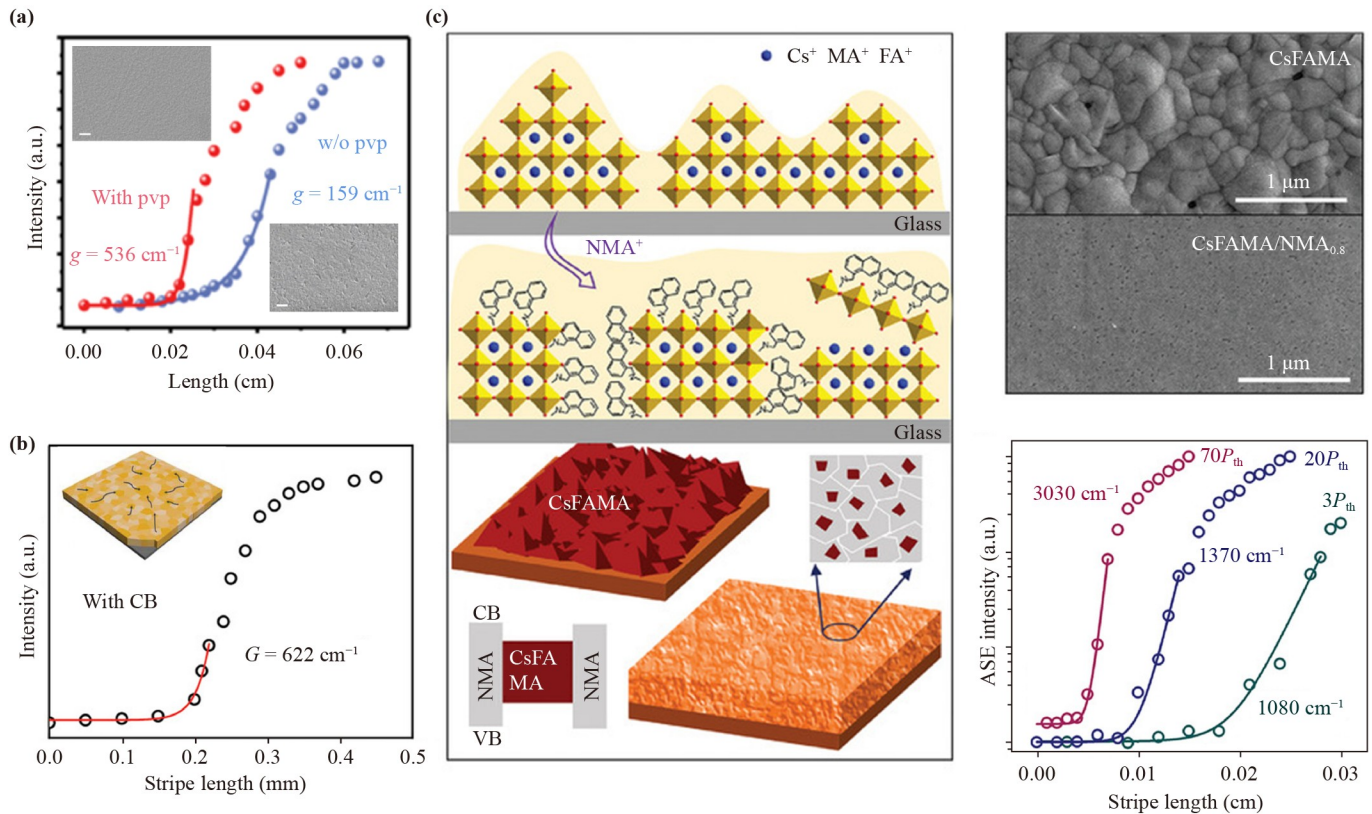 (a)
Intensity (a.u.)
With pvp
g = 536 cm⁻¹
w/o pvp
g = 159 cm⁻¹
0.00 0.02 0.04 0.06
Length (cm)
(b)
Intensity (a.u.)
With CB
G = 622 cm⁻¹
0.0 0.1 0.2 0.3 0.4 0.5
Stripe length (mm)
(c)
Cs⁺ MA⁺ FA⁺
Glass
NMA⁺
Glass
CsFAMA
CB
NMA
CsFA
MA
NMA
VB
CsFAMA
1 μm
CsFAMA/NMA₀.₈
1 μm
ASE intensity (a.u.)
70Pₜₕ
3030 cm⁻¹
20Pₜₕ
1370 cm⁻¹
3Pₜₕ
1080 cm⁻¹
0.00 0.01 0.02 0.03
Stripe length (cm)